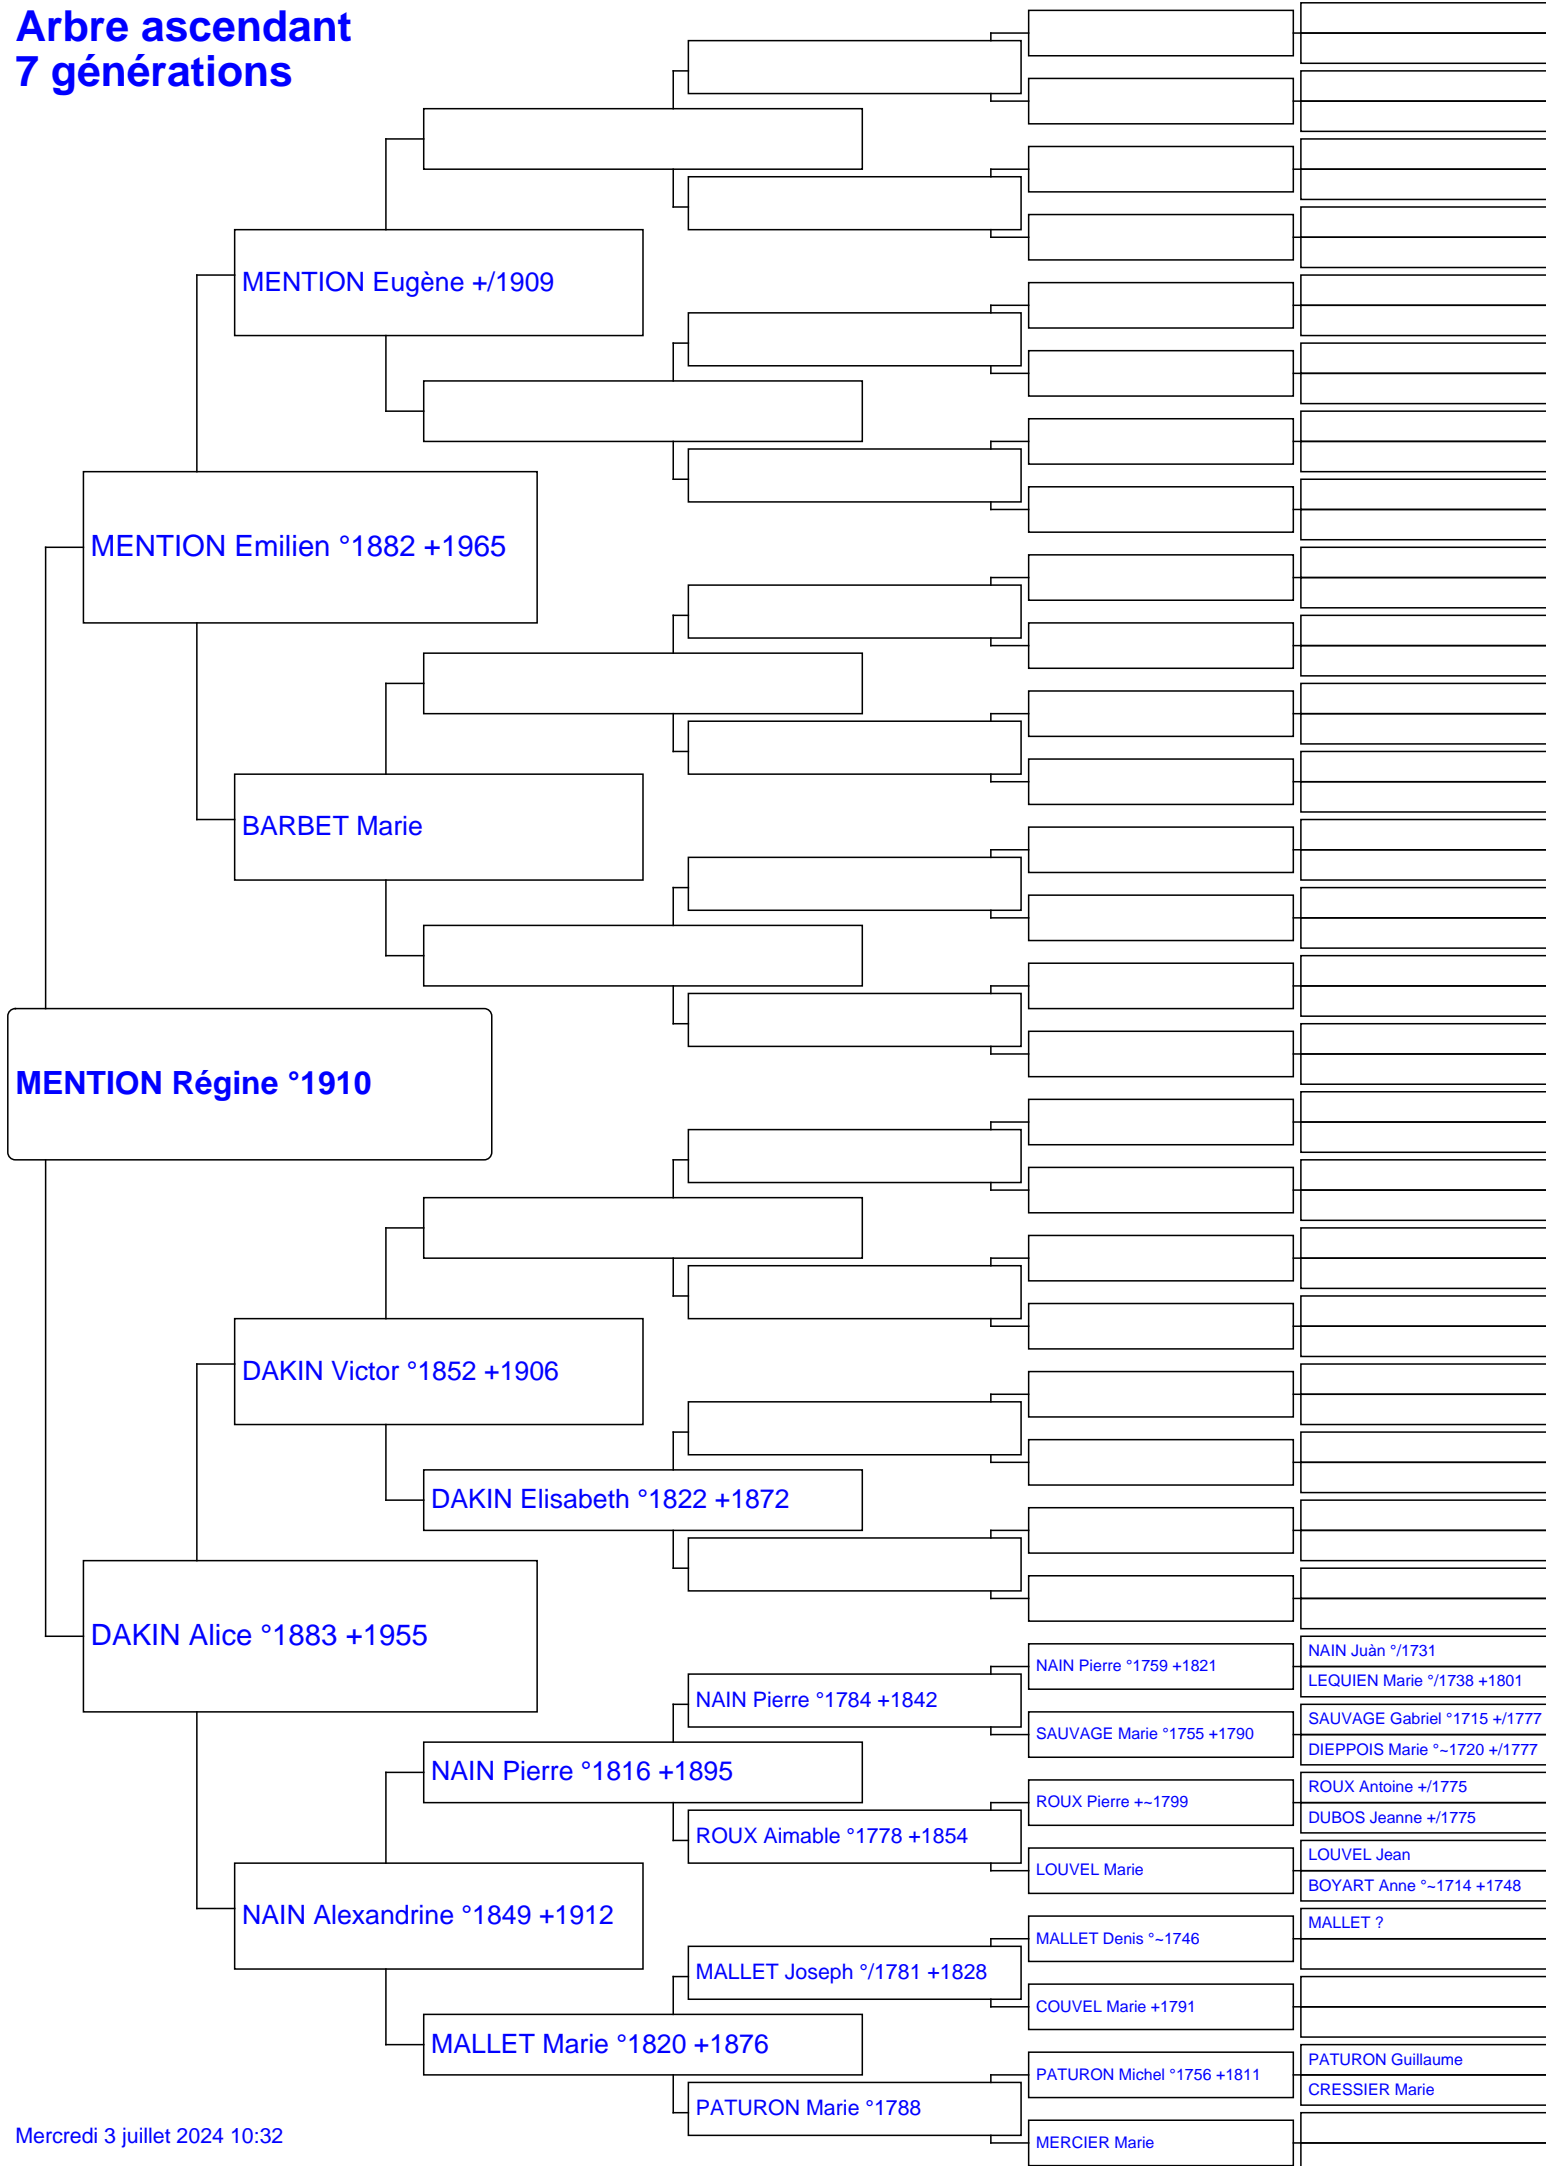 Arbre ascendant
7 générations
MENTION Eugène +/1909
MENTION Emilien °1882 +1965
BARBET Marie
MENTION Régine °1910
DAKIN Victor °1852 +1906
DAKIN Elisabeth °1822 +1872
DAKIN Alice °1883 +1955
NAIN Juàn °/1731
NAIN Pierre °1759 +1821
LEQUIEN Marie °/1738 +1801
NAIN Pierre °1784 +1842
SAUVAGE Gabriel °1715 +/1777
SAUVAGE Marie °1755 +1790
DIEPPOIS Marie °~1720 +/1777
NAIN Pierre °1816 +1895
ROUX Antoine +/1775
ROUX Pierre +~1799
DUBOS Jeanne +/1775
ROUX Aimable °1778 +1854
LOUVEL Jean
LOUVEL Marie
BOYART Anne °~1714 +1748
NAIN Alexandrine °1849 +1912
MALLET ?
MALLET Denis °~1746
MALLET Joseph °/1781 +1828
COUVEL Marie +1791
MALLET Marie °1820 +1876
PATURON Guillaume
PATURON Michel °1756 +1811
CRESSIER Marie
PATURON Marie °1788
MERCIER Marie
Mercredi 3 juillet 2024 10:32